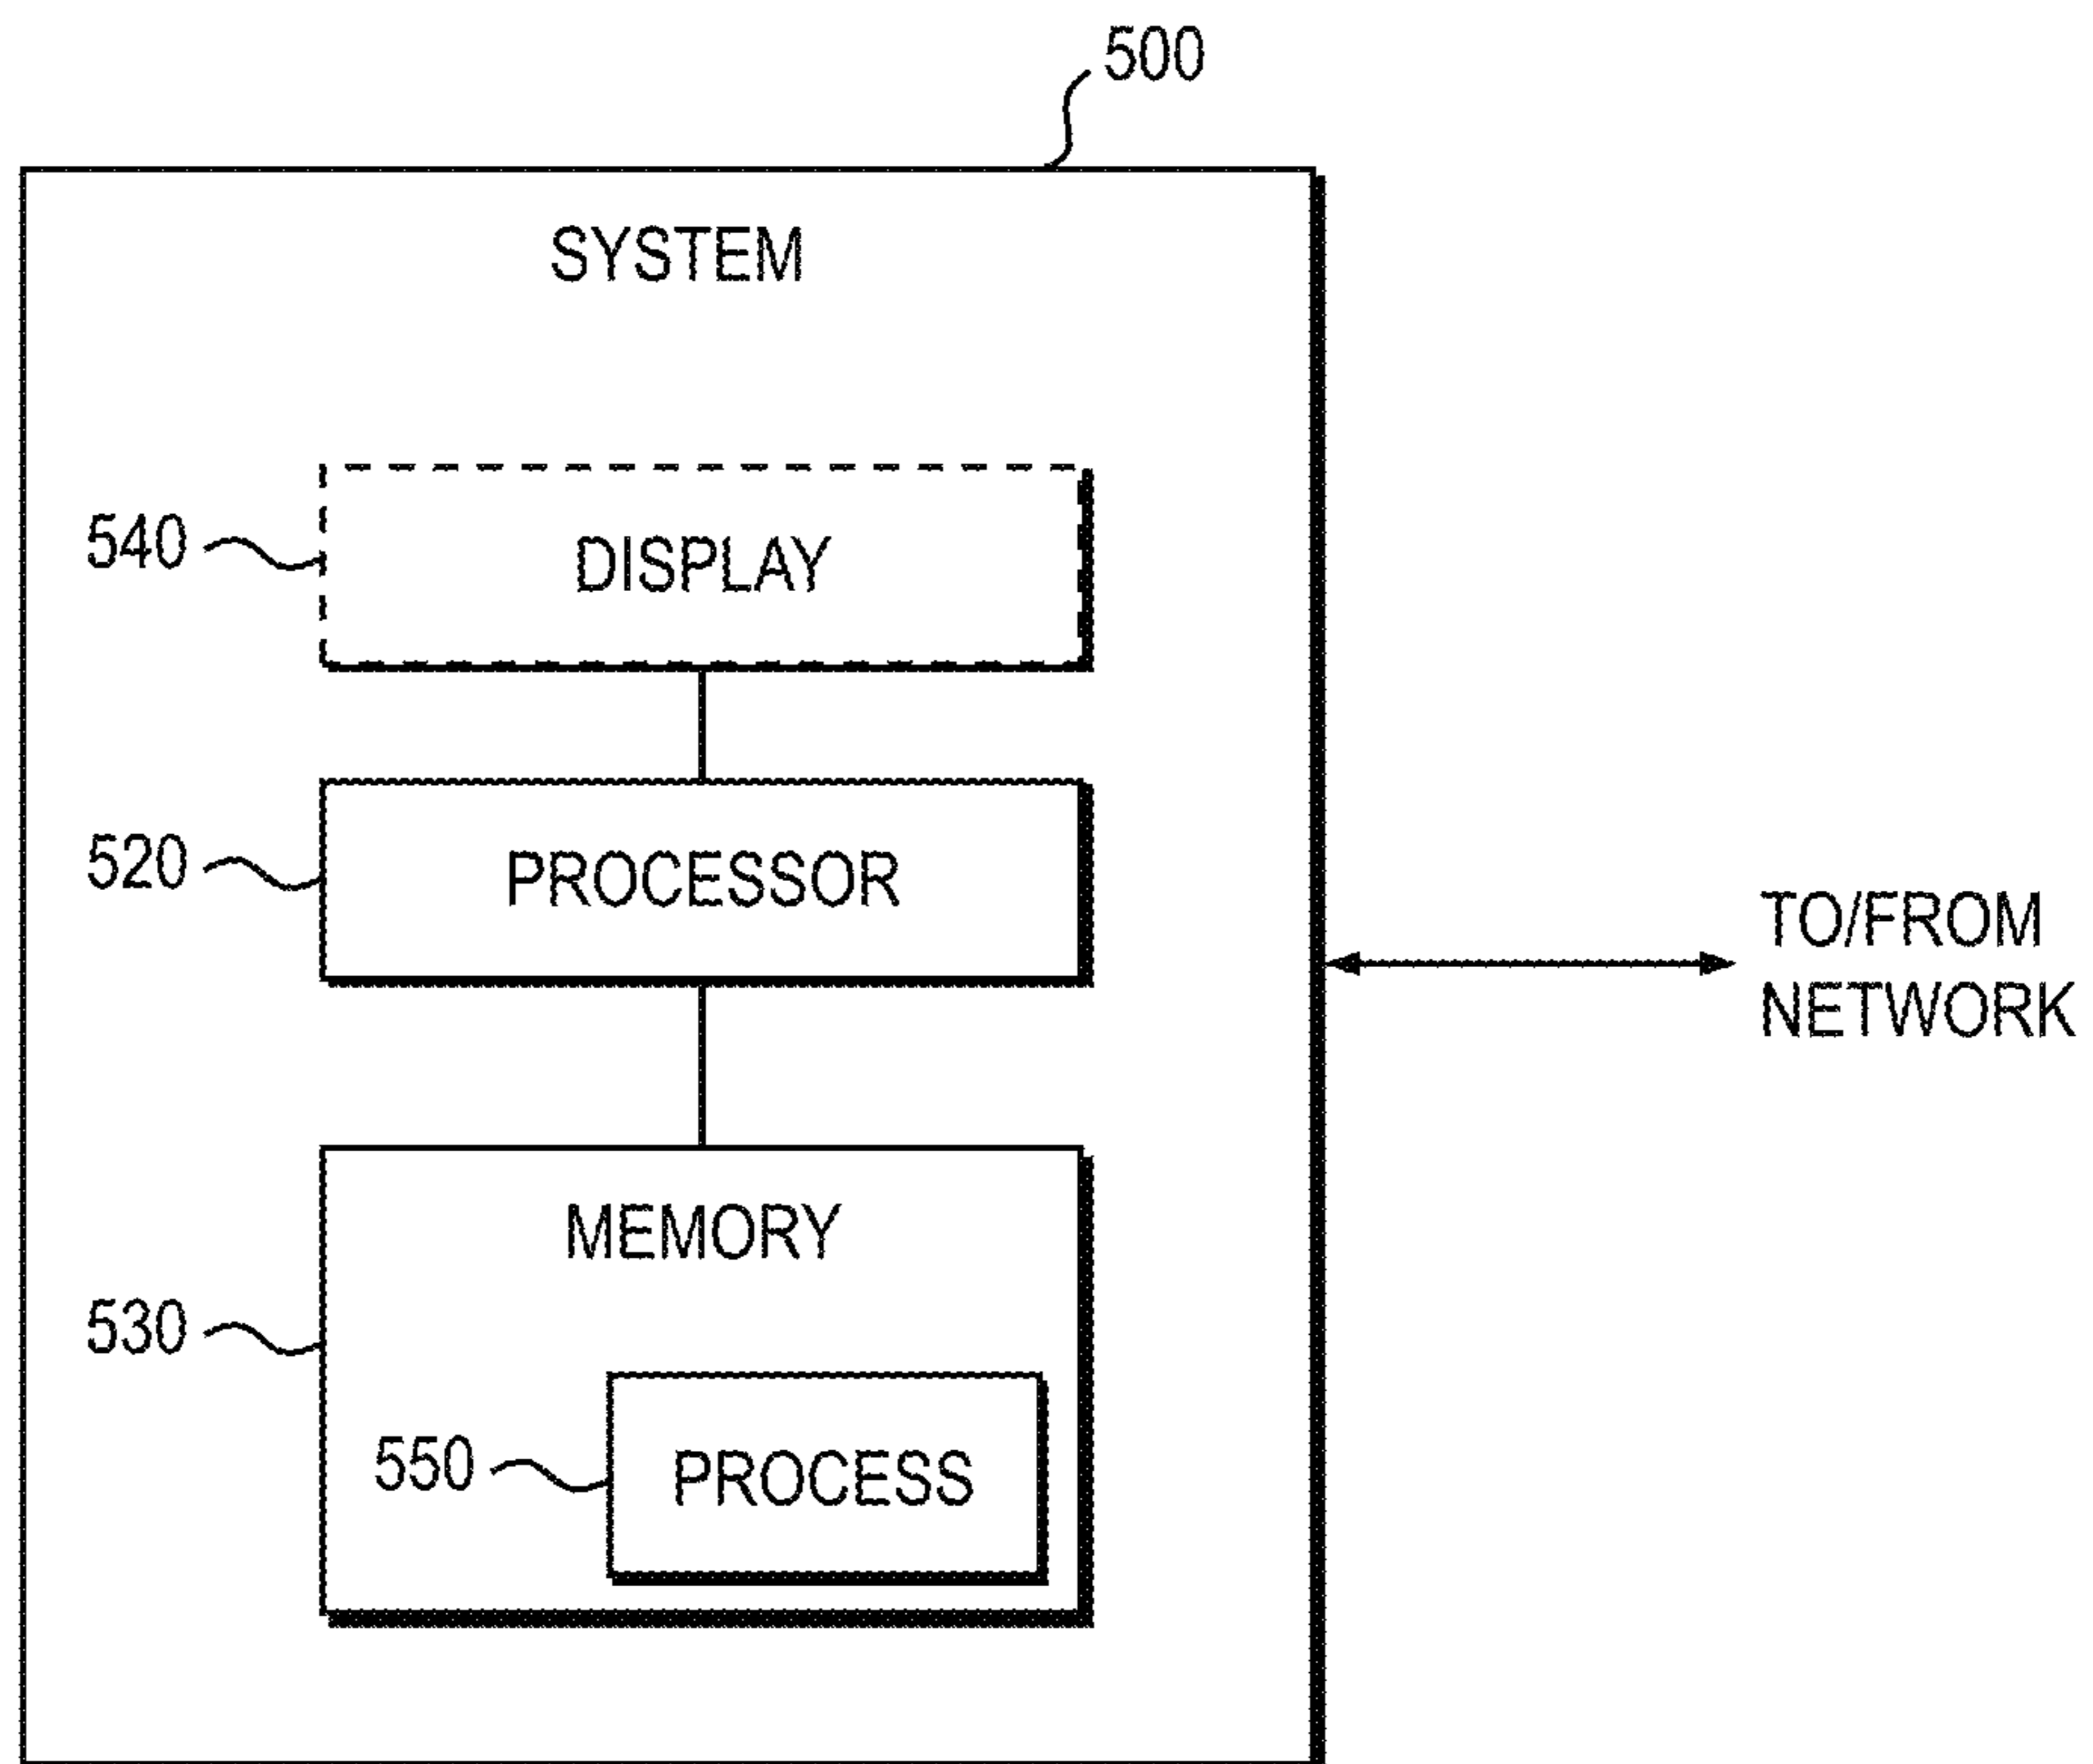 500
SYSTEM
540
DISPLAY
520
PROCESSOR
TO/FROM
NETWORK
MEMORY
530
550
PROCESS